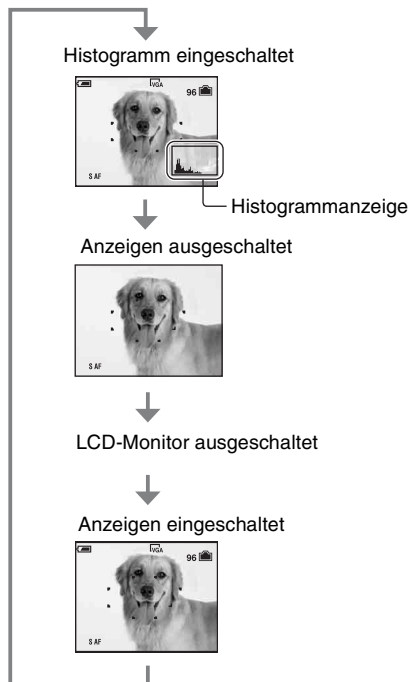 Histogramm eingeschaltet
VGA
96
S AF
Histogrammanzeige
Anzeigen ausgeschaltet
S AF
LCD-Monitor ausgeschaltet
Anzeigen eingeschaltet
VGA
96
S AF